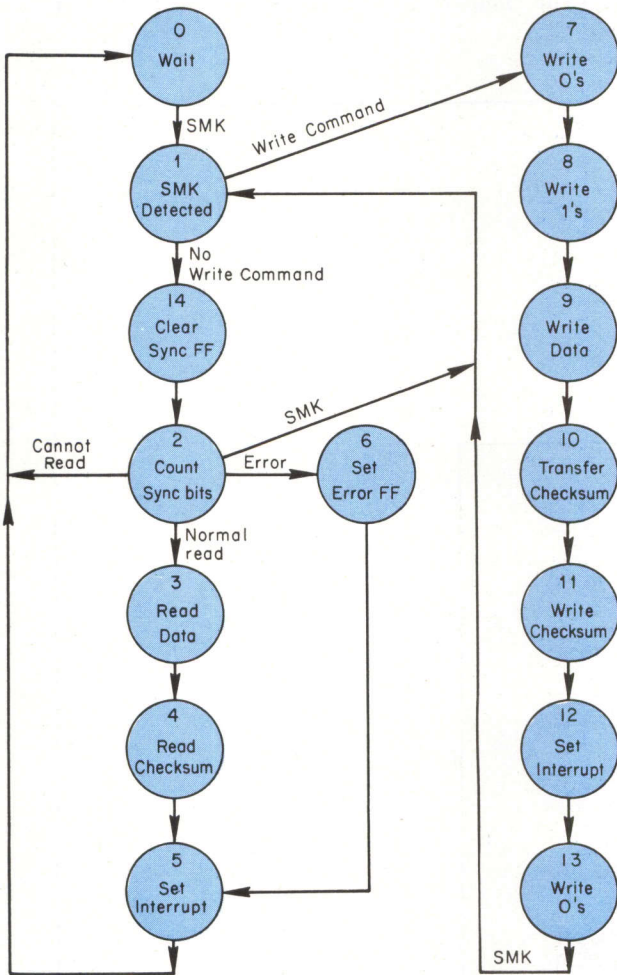 0
Wait
SMK
1
SMK
Detected
No
Write Command
14
Clear
Sync FF
2
Count
Sync bits
Cannot
Read
SMK
Error
6
Set
Error FF
Normal
read
3
Read
Data
4
Read
Checksum
5
Set
Interrupt
Write Command
7
Write
O's
8
Write
1's
9
Write
Data
10
Transfer
Checksum
11
Write
Checksum
12
Set
Interrupt
13
Write
O's
SMK